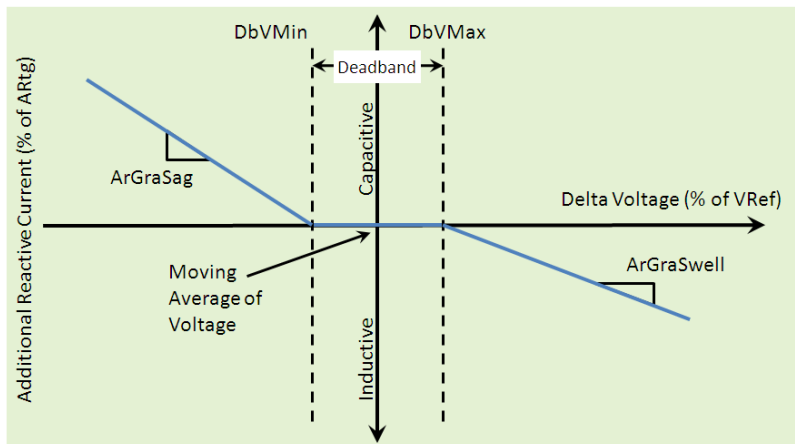 DbVMin
DbVMax
Deadband
Additional Reactive Current (% of ARtg)
Capacitive
ArGraSag
Delta Voltage (% of VRef)
Moving
Average of
Voltage
ArGraSwell
Inductive